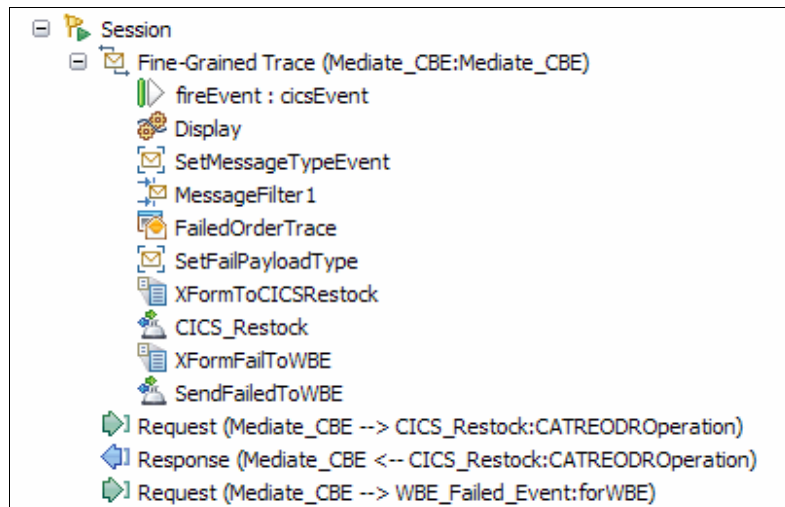 Session
Fine-Grained Trace (Mediate_CBE:Mediate_CBE)
fireEvent : cicsEvent
Display
SetMessageTypeEvent
MessageFilter1
FailedOrderTrace
SetFailPayloadType
XFormToCICSRestock
CICS_Restock
XFormFailToWBE
SendFailedToWBE
Request (Mediate_CBE --> CICS_Restock:CATREODROperation)
Response (Mediate_CBE <-- CICS_Restock:CATREODROperation)
Request (Mediate_CBE --> WBE_Failed_Event:forWBE)